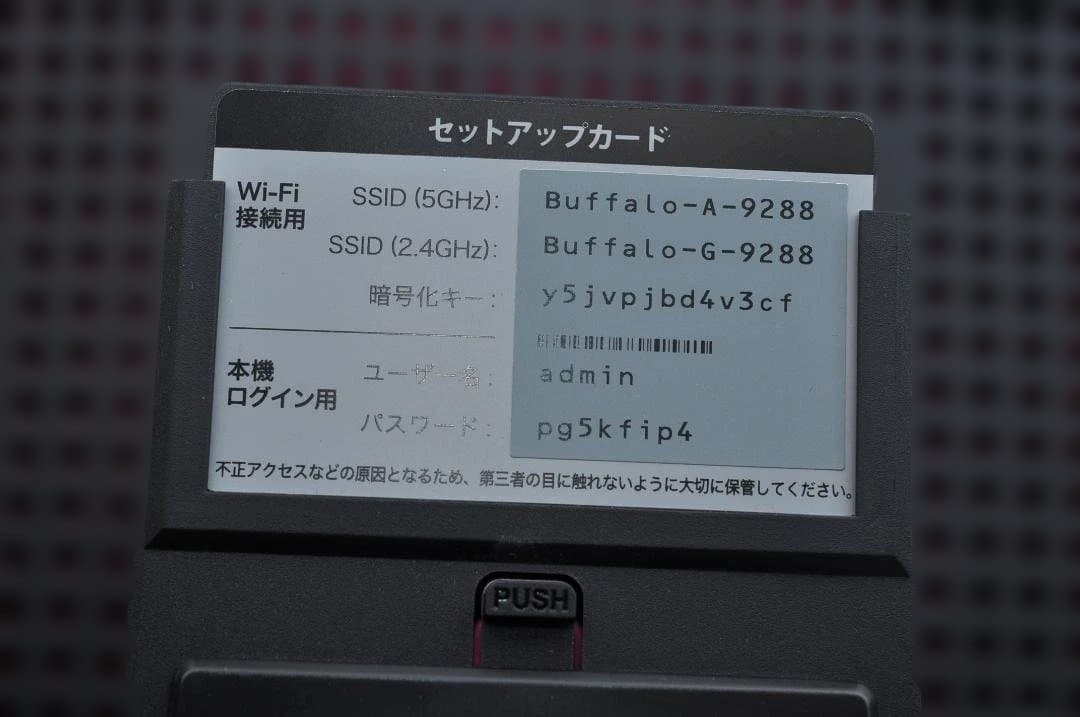 セットアップカード
Wi-Fi
接続用
SSID (5GHz): Buffalo-A-9288
SSID (2.4GHz): Buffalo-G-9288
暗号化キー: y5jvpjbd4v3cf
本機
ログイン用
ユーザー名: admin
パスワード: pg5kfip4
不正アクセスなどの原因となるため、第三者の目に触れないように大切に保管してください。
PUSH